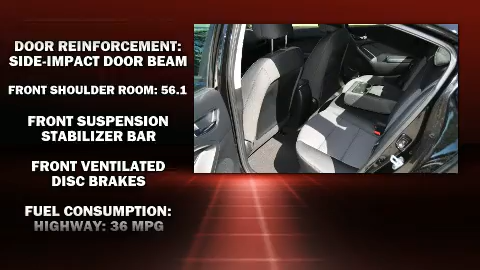 DOOR REINFORCEMENT:
SIDE-IMPACT DOOR BEAM
FRONT SHOULDER ROOM: 56.1
FRONT SUSPENSION
STABILIZER BAR
FRONT VENTILATED
DISC BRAKES
FUEL CONSUMPTION:
HIGHWAY: 36 MPG